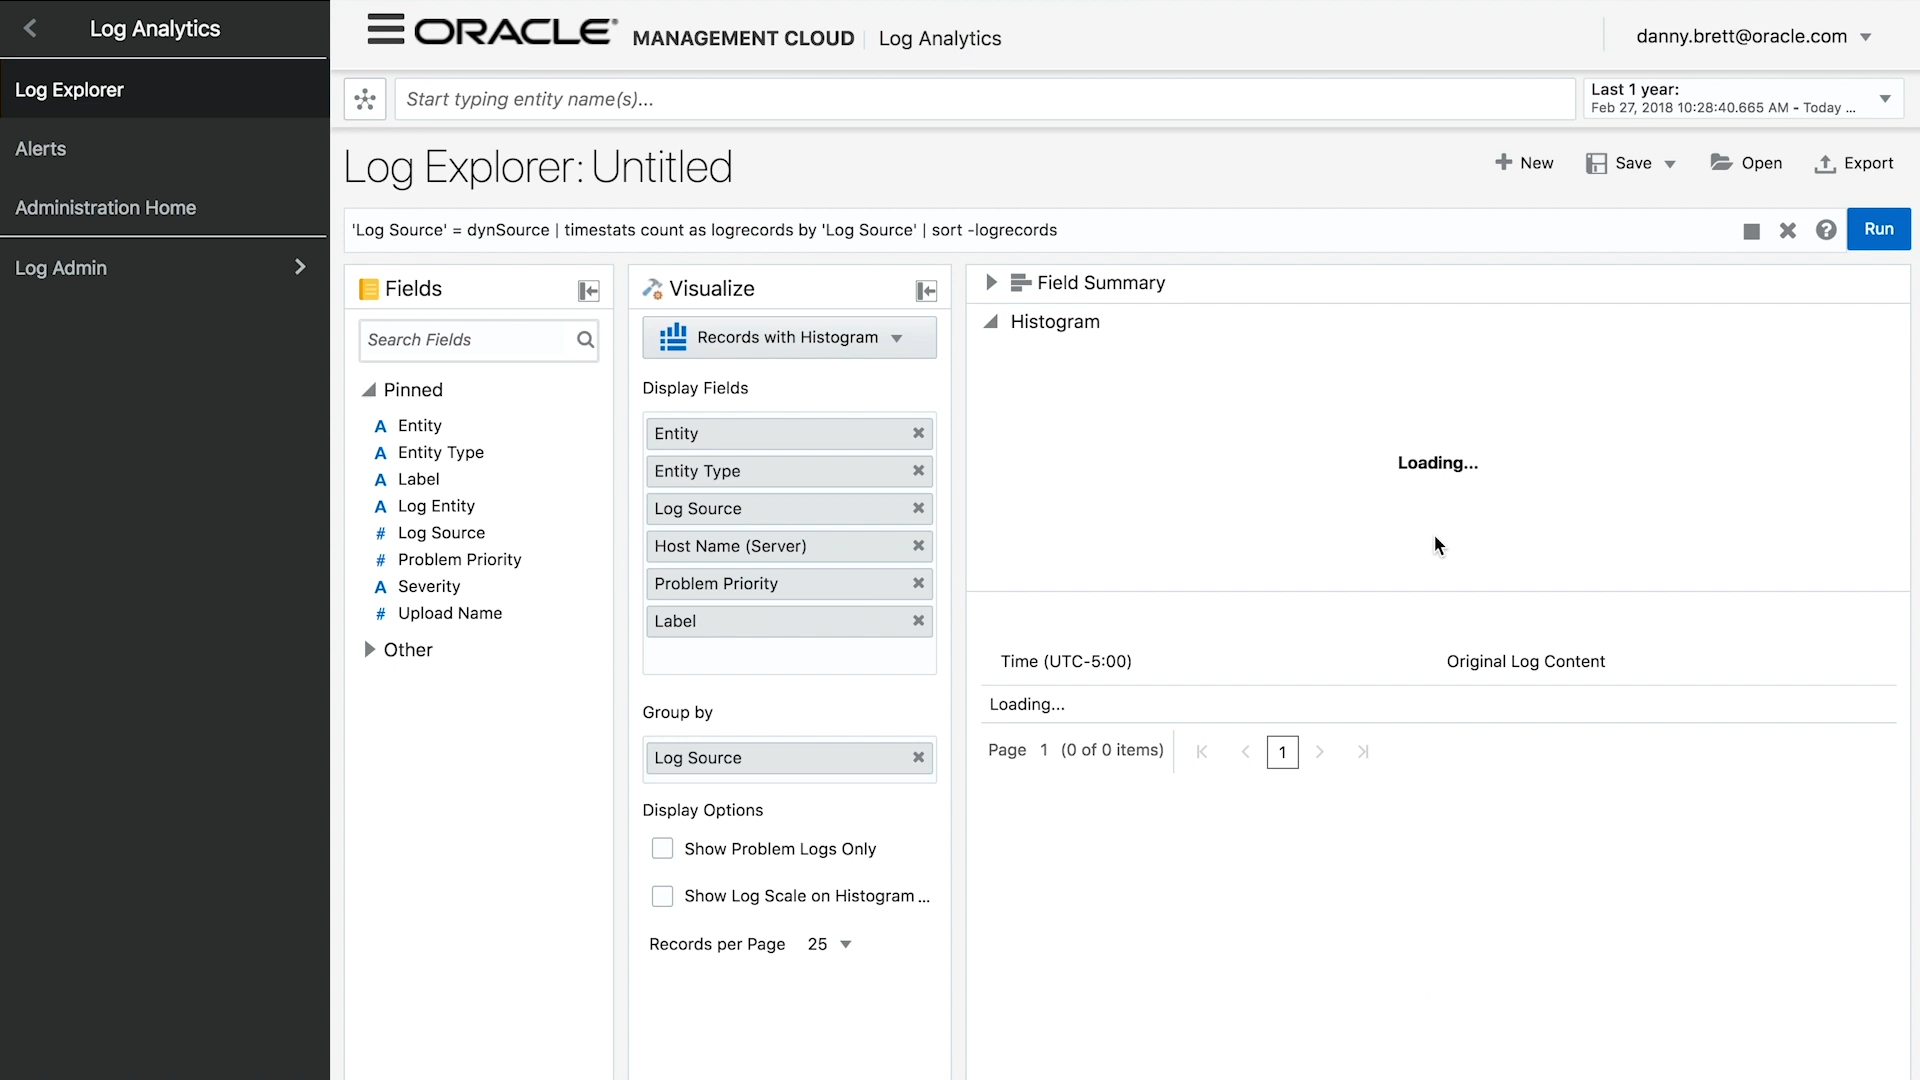 Log Analytics
Log Explorer
Alerts
Administration Home
Log Admin
ORACLE® MANAGEMENT CLOUD Log Analytics
danny.brett@oracle.com
Start typing entity name(s)...
Last 1 year:
Feb 27, 2018 10:28:40.665 AM - Today ...
Log Explorer: Untitled
New
Save
Open
Export
'Log Source' = dynSource | timestats count as logrecords by 'Log Source' | sort -logrecords
?
Run
Fields
Search Fields
Pinned
A Entity
A Entity Type
A Label
A Log Entity
# Log Source
# Problem Priority
A Severity
# Upload Name
Other
Visualize
Records with Histogram
Display Fields
Entity
Entity Type
Log Source
Host Name (Server)
Problem Priority
Label
Group by
Log Source
Display Options
Show Problem Logs Only
Show Log Scale on Histogram ...
Records per Page 25
Field Summary
Histogram
Loading...
Time (UTC-5:00) Original Log Content
Loading...
Page 1 (0 of 0 items) 1